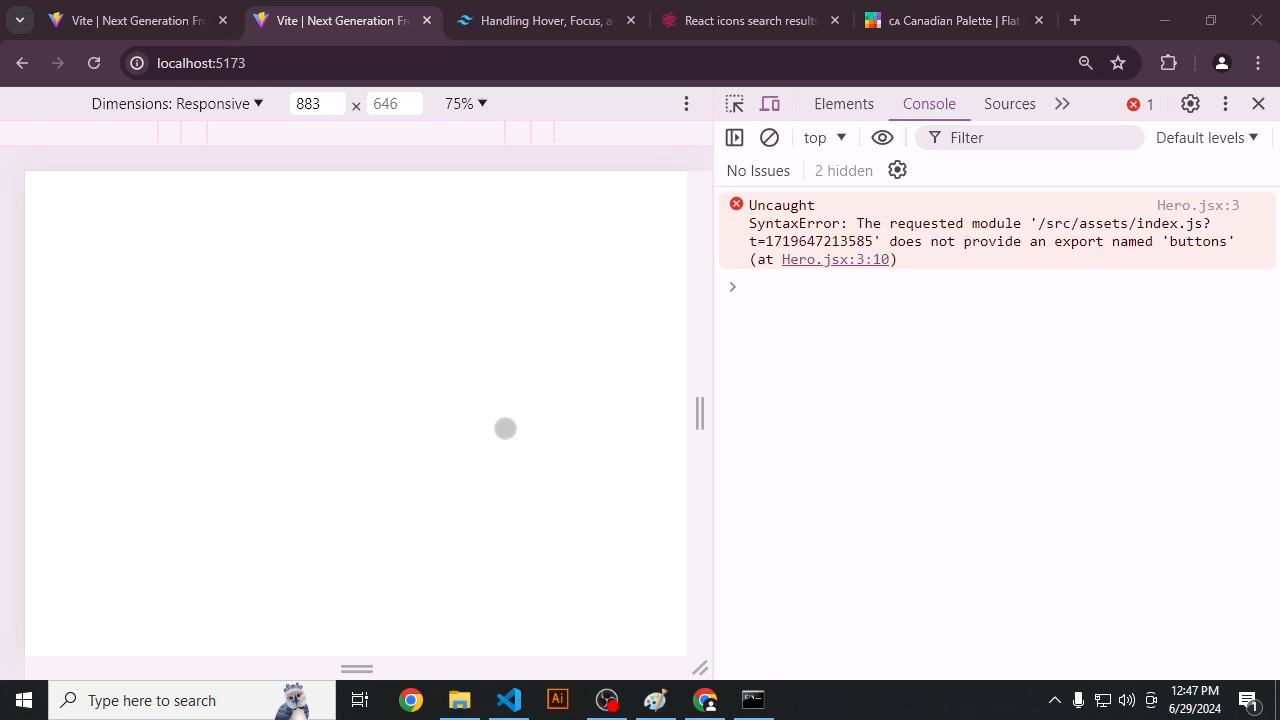 Vite | Next Generation Fr
Vite | Next Generation Fr
Handling Hover, Focus, a
React icons search results
CA Canadian Palette | Flat
localhost:5173
Dimensions: Responsive
883 × 646
75%
Elements
Console
Sources
1
top
Filter
Default levels
No Issues
2 hidden
Uncaught
Hero.jsx:3
SyntaxError: The requested module '/src/assets/index.js?
t=1719647213585' does not provide an export named 'buttons'
(at Hero.jsx:3:10)
Type here to search
Ai
12:47 PM
6/29/2024
1